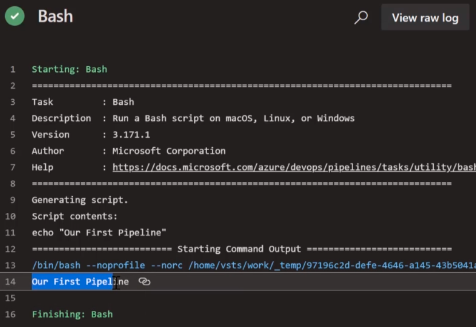 Bash
View raw log
1 Starting: Bash
2 ==============================================================================
3 Task : Bash
4 Description : Run a Bash script on macOS, Linux, or Windows
5 Version : 3.171.1
6 Author : Microsoft Corporation
7 Help : https://docs.microsoft.com/azure/devops/pipelines/tasks/utility/bas
8 ==============================================================================
9 Generating script.
10 Script contents:
11 echo "Our First Pipeline"
12 ========================== Starting Command Output ===========================
13 /bin/bash --noprofile --norc /home/vsts/work/_temp/97196c2d-defe-4646-a145-43b5041
14 Our First Pipeline
15
16 Finishing: Bash